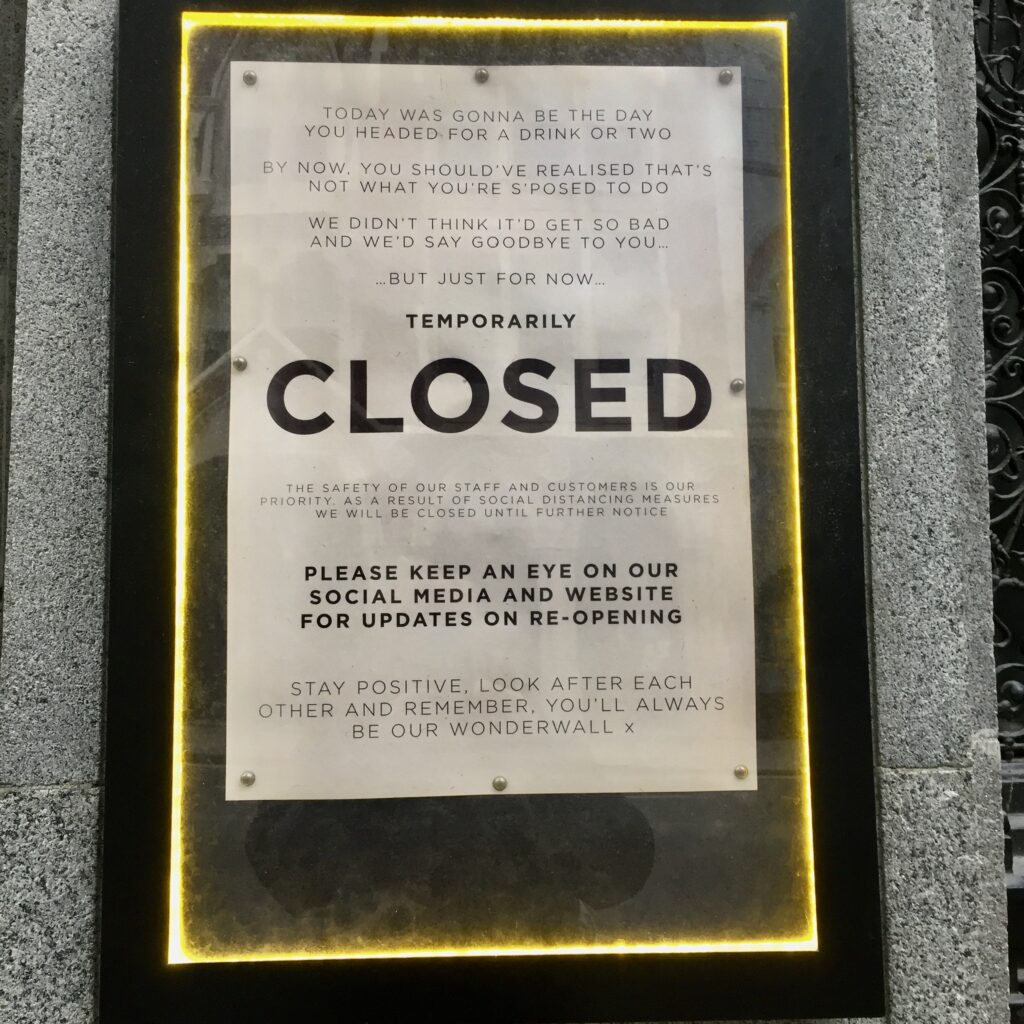 TODAY WAS GONNA BE THE DAY
YOU HEADED FOR A DRINK OR TWO
BY NOW, YOU SHOULD'VE REALISED THAT'S
NOT WHAT YOU'RE S'POSED TO DO
WE DIDN'T THINK IT'D GET SO BAD
AND WE'D SAY GOODBYE TO YOU...
...BUT JUST FOR NOW...
TEMPORARILY
CLOSED
THE SAFETY OF OUR STAFF AND CUSTOMERS IS OUR
PRIORITY. AS A RESULT OF SOCIAL DISTANCING MEASURES
WE WILL BE CLOSED UNTIL FURTHER NOTICE
PLEASE KEEP AN EYE ON OUR
SOCIAL MEDIA AND WEBSITE
FOR UPDATES ON RE-OPENING
STAY POSITIVE, LOOK AFTER EACH
OTHER AND REMEMBER, YOU'LL ALWAYS
BE OUR WONDERWALL x